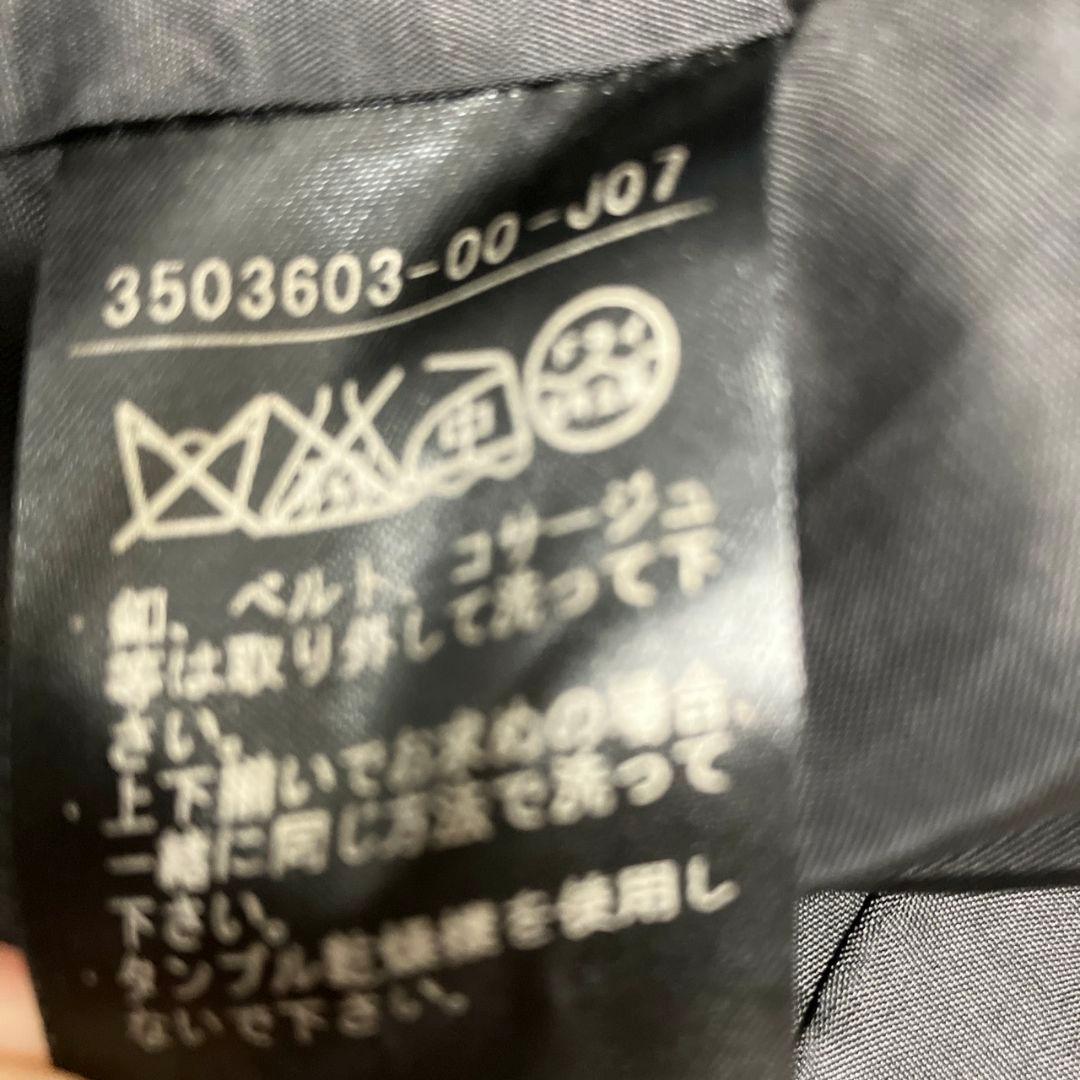 3503603-00-J07
中
釦、ベルト、コサージュ
等は取り外して洗って下
さい。
上下揃いでお求めの場合、
一緒に同じ方法で洗って
下さい。
タンブル乾燥機を使用し
ないで下さい。